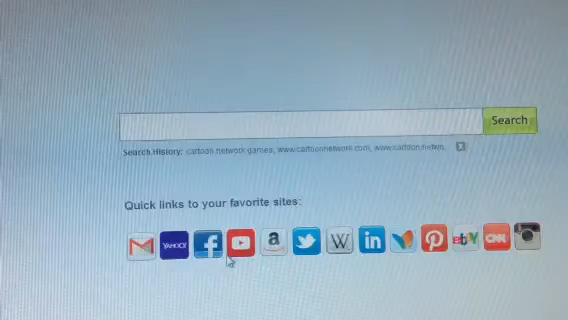 Search
Search History: cartoon network games, www.cartoonnetwork.com, www.cartoon netwo, x
Quick links to your favorite sites:
YAHOO! f a W in ebY CNN